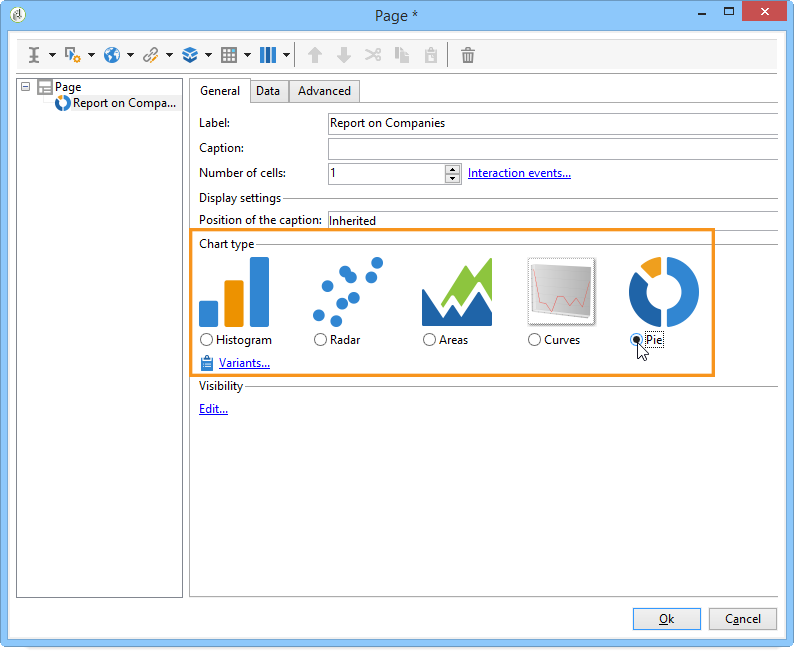 Page *
Page
Report on Compa...
General Data Advanced
Label: Report on Companies
Caption:
Number of cells: 1 Interaction events...
Display settings
Position of the caption: Inherited
Chart type
Histogram Radar Areas Curves Pie
Variants...
Visibility
Edit...
Ok Cancel